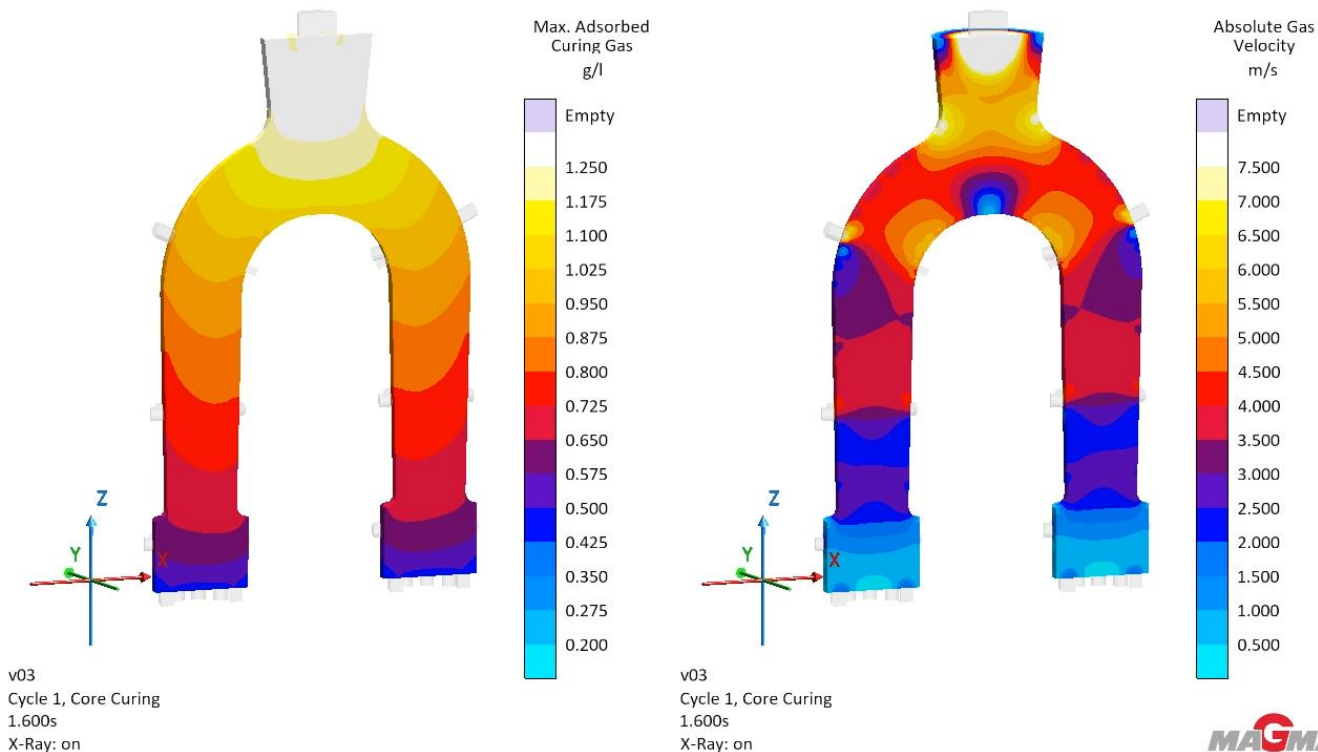 Max. Adsorbed
Curing Gas
g/l
Empty
1.250
1.175
1.100
1.025
0.950
0.875
0.800
0.725
0.650
0.575
0.500
0.425
0.350
0.275
0.200
Z
Y
X
v03
Cycle 1, Core Curing
1.600s
X-Ray: on
Absolute Gas
Velocity
m/s
Empty
7.500
7.000
6.500
6.000
5.500
5.000
4.500
4.000
3.500
3.000
2.500
2.000
1.500
1.000
0.500
Z
Y
X
v03
Cycle 1, Core Curing
1.600s
X-Ray: on
MAGM